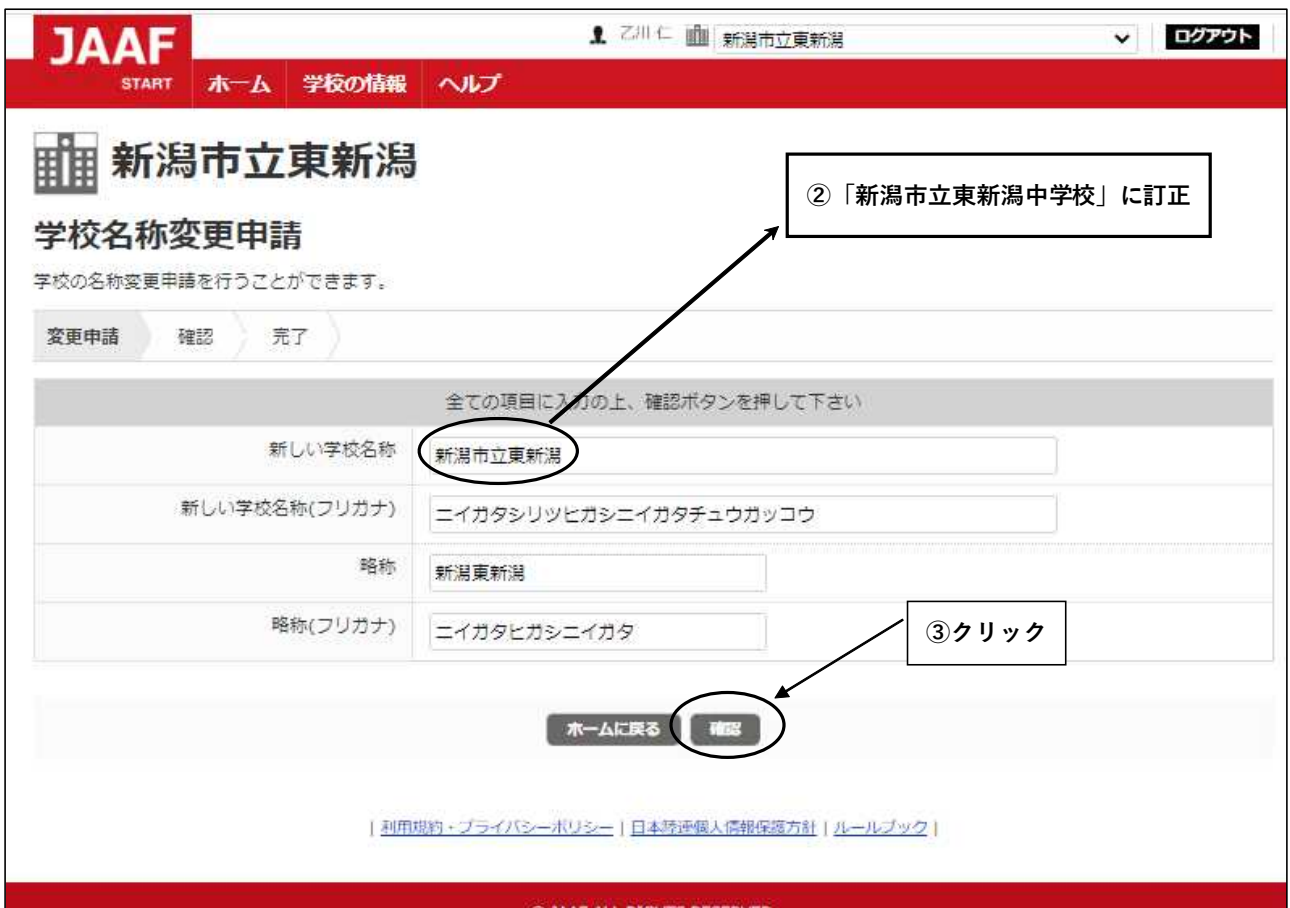 JAAF
START
乙川 仁
新潟市立東新潟
ログアウト
ホーム 学校の情報 ヘルプ
新潟市立東新潟
②「新潟市立東新潟中学校」に訂正
学校名称変更申請
学校の名称変更申請を行うことができます。
変更申請 確認 完了
全ての項目に入力の上、確認ボタンを押して下さい
新しい学校名称 新潟市立東新潟
新しい学校名称(フリガナ) ニイガタシリツヒガシニイガタチュウガッコウ
略称 新潟東新潟
略称(フリガナ) ニイガタヒガシニイガタ
③クリック
ホームに戻る 確認
| 利用規約・プライバシーポリシー | 日本陸連個人情報保護方針 | ルールブック |
© JAAF ALL RIGHTS RESERVED.